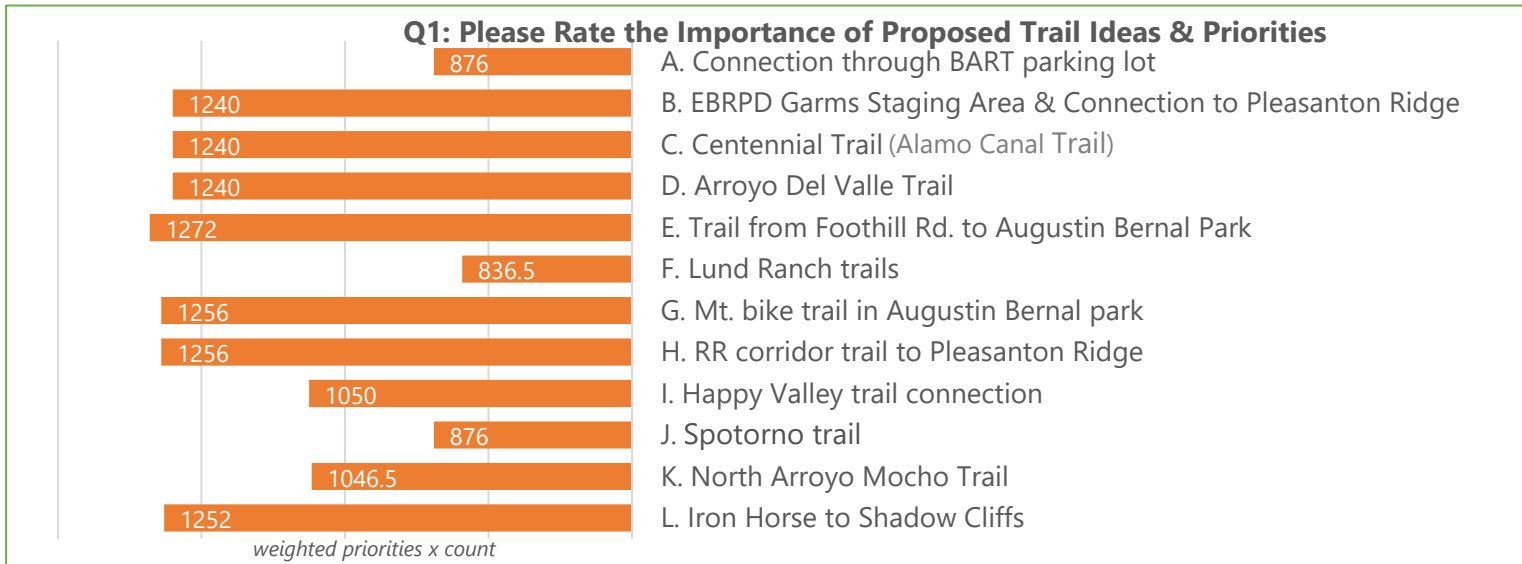 Q1: Please Rate the Importance of Proposed Trail Ideas & Priorities
876 A. Connection through BART parking lot
1240 B. EBRPD Garms Staging Area & Connection to Pleasanton Ridge
1240 C. Centennial Trail (Alamo Canal Trail)
1240 D. Arroyo Del Valle Trail
1272 E. Trail from Foothill Rd. to Augustin Bernal Park
836.5 F. Lund Ranch trails
1256 G. Mt. bike trail in Augustin Bernal park
1256 H. RR corridor trail to Pleasanton Ridge
1050 I. Happy Valley trail connection
876 J. Spotorno trail
1046.5 K. North Arroyo Mocho Trail
1252 L. Iron Horse to Shadow Cliffs
weighted priorities x count